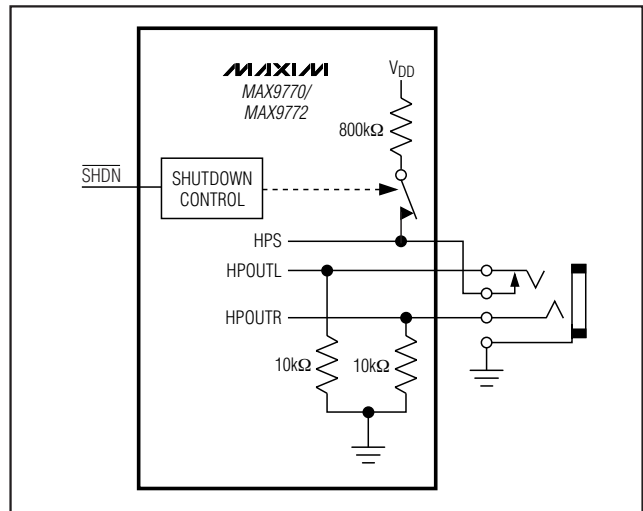 MAXIM
MAX9770/
MAX9772
VDD
800kΩ
SHDN
SHUTDOWN
CONTROL
HPS
HPOUTL
HPOUTR
10kΩ
10kΩ